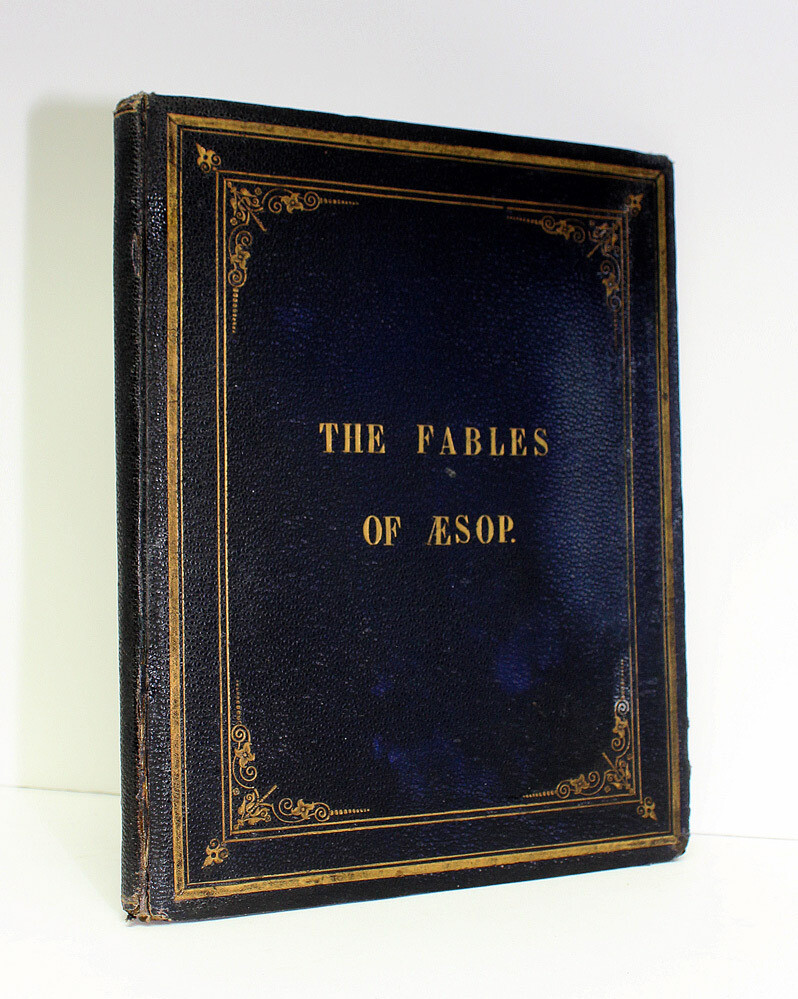 THE FABLES
OF ÆSOP.